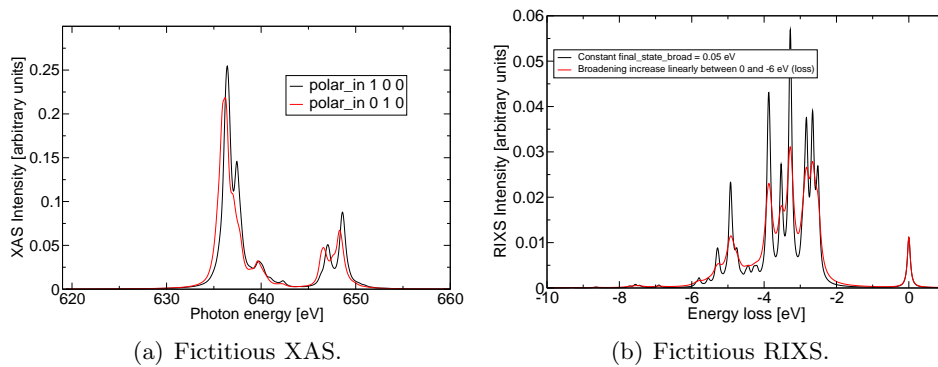 XAS Intensity [arbitrary units]
0.25
0.2
0.15
0.1
0.05
0
620 630 640 650 660
Photon energy [eV]
polar_in 1 0 0
polar_in 0 1 0
(a) Fictitious XAS.
RIXS Intensity [arbitrary units]
0.06
0.05
0.04
0.03
0.02
0.01
0
-10 -8 -6 -4 -2 0
Energy loss [eV]
Constant final_state_broad = 0.05 eV
Broadening increase linearly between 0 and -6 eV (loss)
(b) Fictitious RIXS.